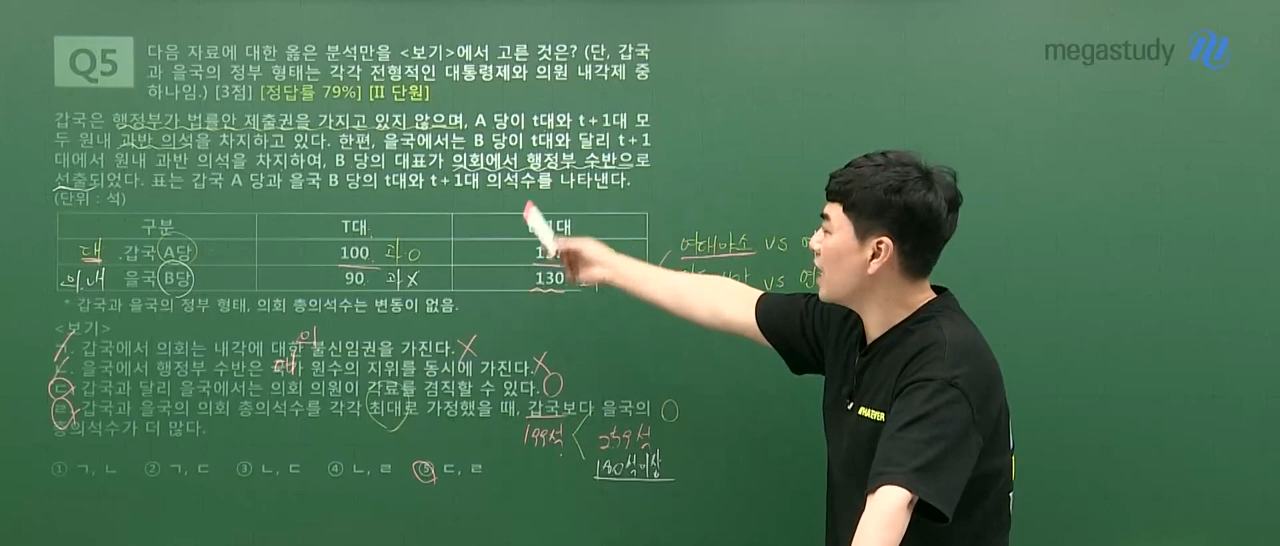 megastudy
Q5
다음 자료에 대한 옳은 분석만을 <보기>에서 고른 것은? (단, 갑국
과 을국의 정부 형태는 각각 전형적인 대통령제와 의원 내각제 중
하나임.) [3점] [정답률 79%] [II 단원]
갑국은 행정부가 법률안 제출권을 가지고 있지 않으며, A 당이 t대와 t+1대 모
두 원내 과반 의석을 차지하고 있다. 한편, 을국에서는 B 당이 t대와 달리 t+1
대에서 원내 과반 의석을 차지하여, B 당의 대표가 의회에서 행정부 수반으로
선출되었다. 표는 갑국 A 당과 을국 B 당의 t대와 t+1대 의석수를 나타낸다.
(단위 : 석)
구분 T대 대
대 갑국 A당 100 과 O
의.내 을국 B당 90 과 X 130
여대야소 vs
vs
* 갑국과 을국의 정부 형태, 의회 총의석수는 변동이 없음.
<보기>
의
ㄱ. 갑국에서 의회는 내각에 대한 불신임권을 가진다. X
대
ㄴ. 을국에서 행정부 수반은 국가 원수의 지위를 동시에 가진다. X
ㄷ. 갑국과 달리 을국에서는 의회 의원이 각료를 겸직할 수 있다. O
ㄹ. 갑국과 을국의 의회 총의석수를 각각 최대로 가정했을 때, 갑국보다 을국의 O
총의석수가 더 많다.
199석 < 259석
180석이상
① ㄱ, ㄴ ② ㄱ, ㄷ ③ ㄴ, ㄷ ④ ㄴ, ㄹ ⑤ ㄷ, ㄹ
WHAEVER